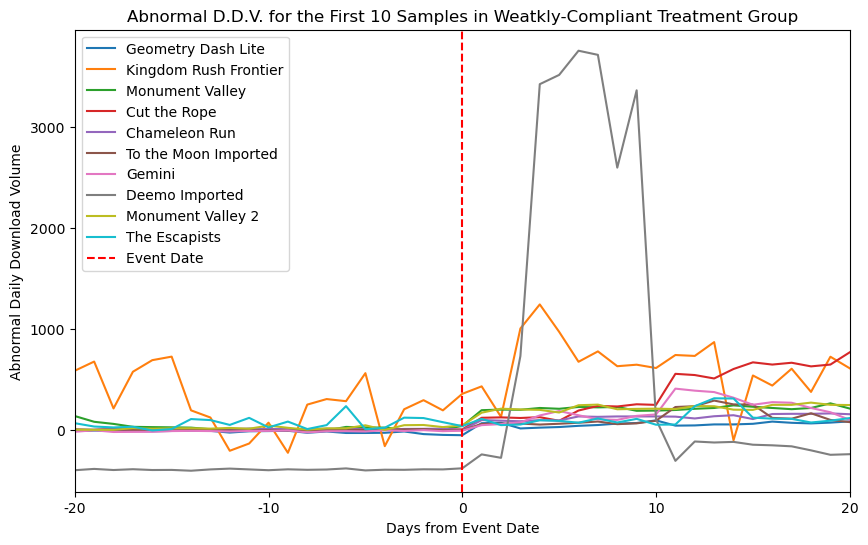 Abnormal D.D.V. for the First 10 Samples in Weatkly-Compliant Treatment Group
Geometry Dash Lite
Kingdom Rush Frontier
Monument Valley
Cut the Rope
Chameleon Run
To the Moon Imported
Gemini
Deemo Imported
Monument Valley 2
The Escapists
Event Date
Abnormal Daily Download Volume
3000
2000
1000
0
-20
-10
0
10
20
Days from Event Date